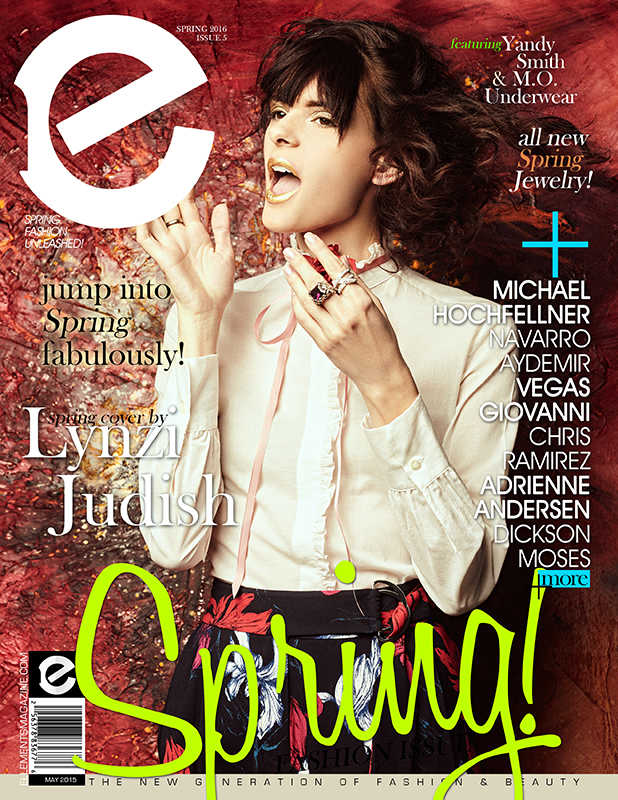 e
SPRING 2016
ISSUE 5
SPRING
FASHION
UNLEASHED!
featuring Yandy
Smith
& M.O.
Underwear
all new
Spring
Jewelry!
+
jump into
Spring
fabulously!
spring cover by
Lynzi
Judish
MICHAEL
HOCHFELLNER
NAVARRO
AYDEMIR
VEGAS
GIOVANNI
CHRIS
RAMIREZ
ADRIENNE
ANDERSEN
DICKSON
MOSES
+more
Spring!
FASHION ISSUE
e
ELLEMENTSMAGAZINE.COM
MAY 2015
THE NEW GENERATION OF FASHION & BEAUTY